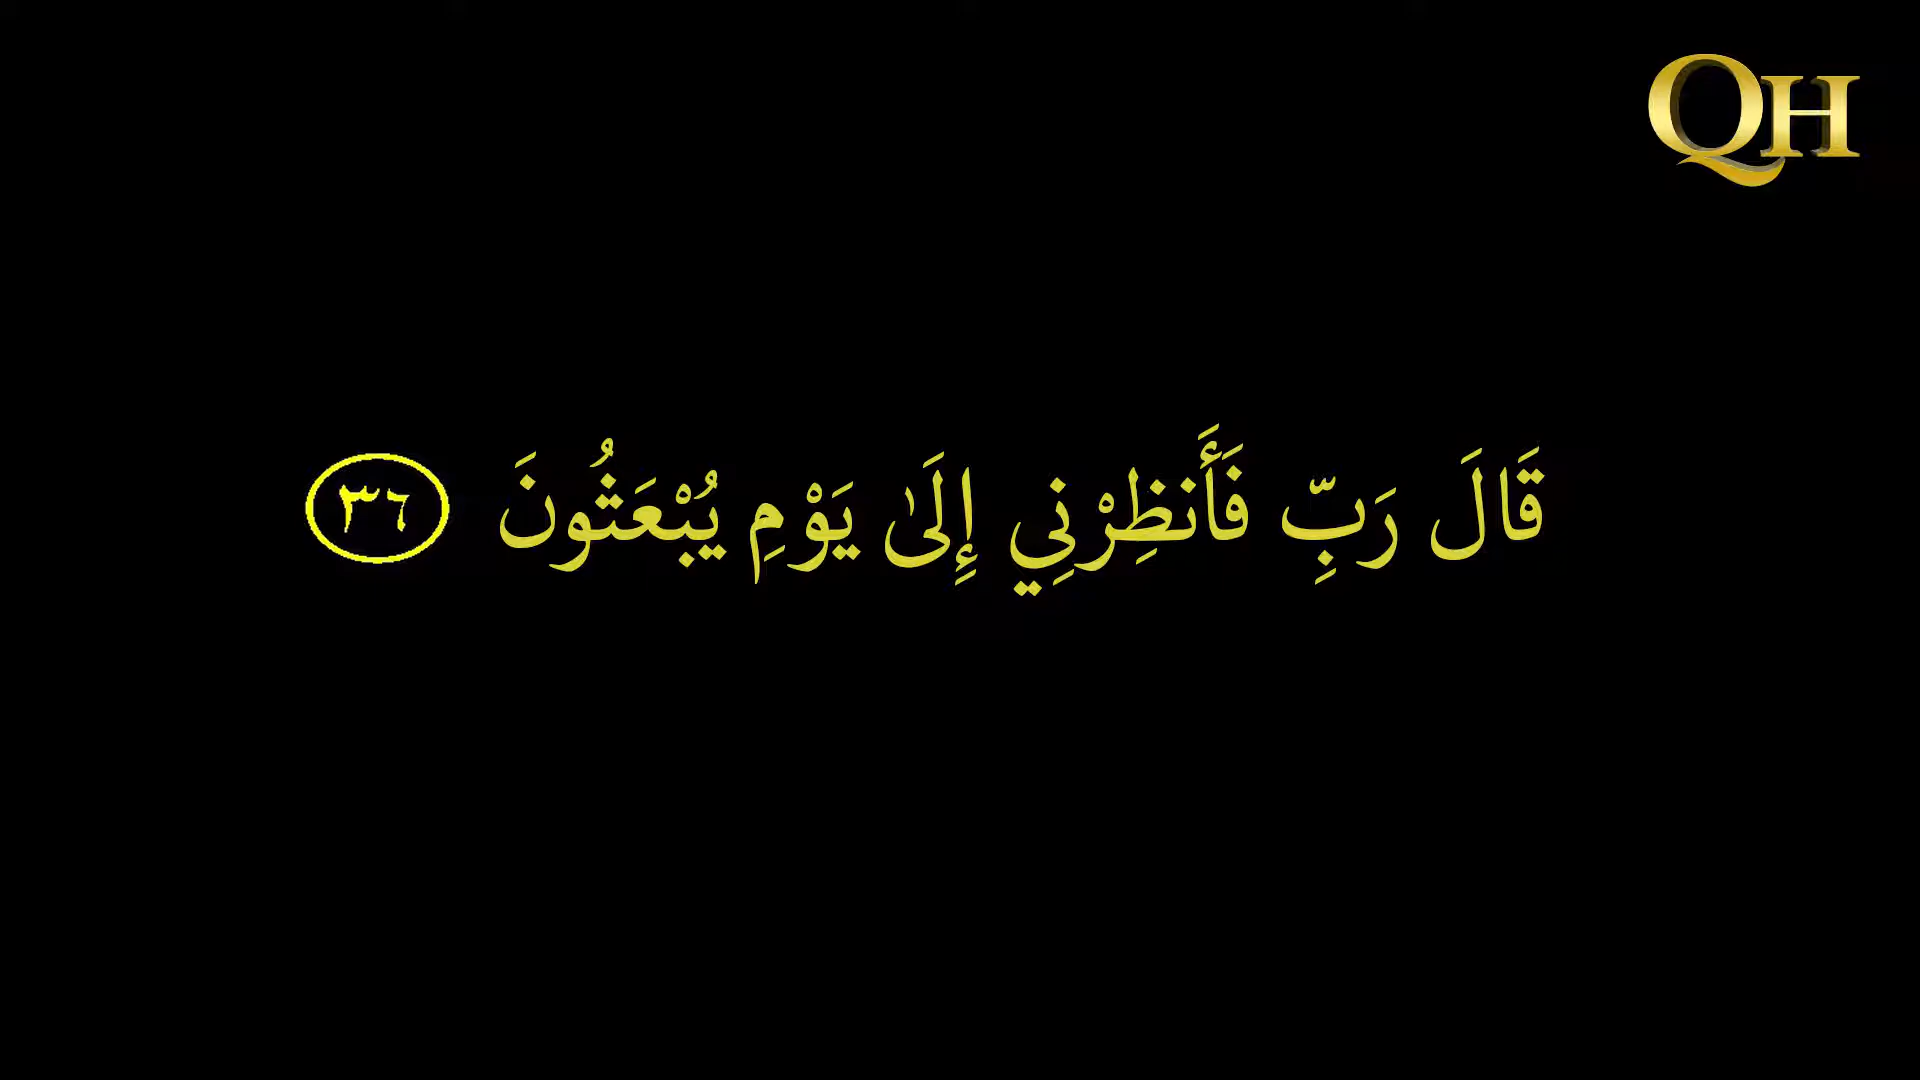 QH
قَالَ رَبِّ فَأَنظِرْنِي إِلَىٰ يَوْمِ يُبْعَثُونَ ٣٦